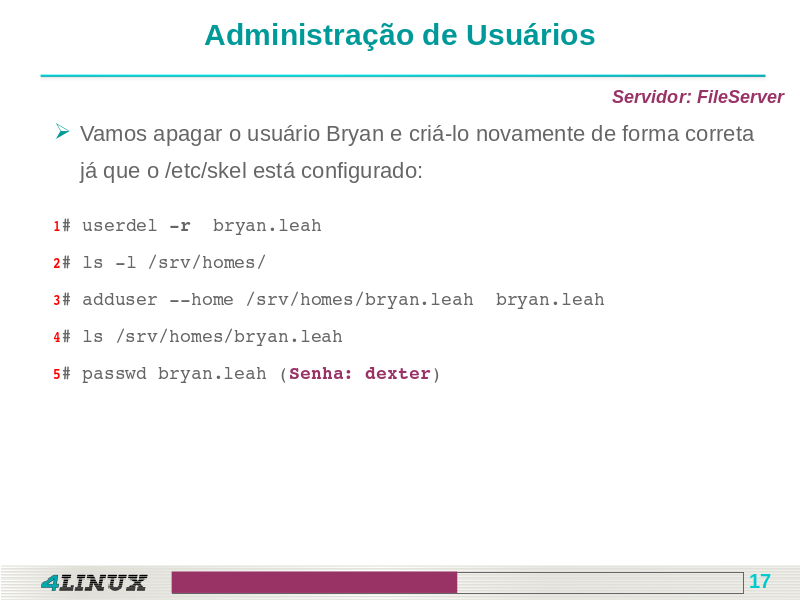 Administração de Usuários
Servidor: FileServer
Vamos apagar o usuário Bryan e criá-lo novamente de forma correta
já que o /etc/skel está configurado:
1# userdel -r  bryan.leah
2# ls -l /srv/homes/
3# adduser --home /srv/homes/bryan.leah  bryan.leah
4# ls /srv/homes/bryan.leah
5# passwd bryan.leah (Senha: dexter)
4LINUX
17